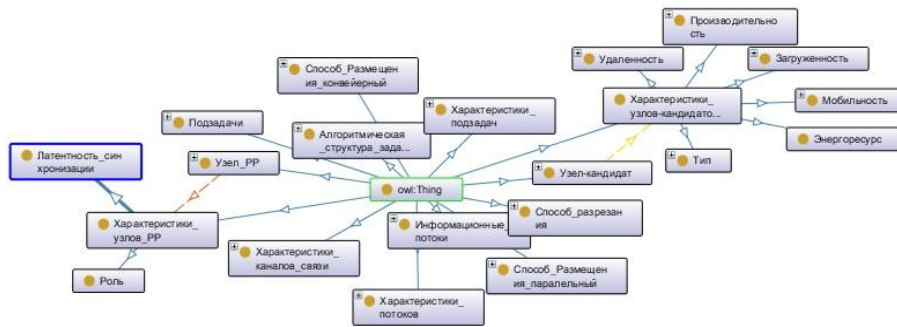 Производительно
сть
Удаленность
Загруженность
Способ_Размещен
ия_конвейерный
Характеристики_
узлов-кандидато...
Мобильность
Характеристики_
подзадач
Подзадачи
Алгоритмическая
_структура_зада...
Энергоресурс
Латентность_син
хронизации
Узел_РР
Узел-кандидат
Тип
owl:Thing
Характеристики_
узлов_РР
Информационные_
потоки
Способ_разрезан
ия
Характеристики_
каналов_связи
Способ_Размещен
ия_паралельный
Роль
Характеристики_
потоков